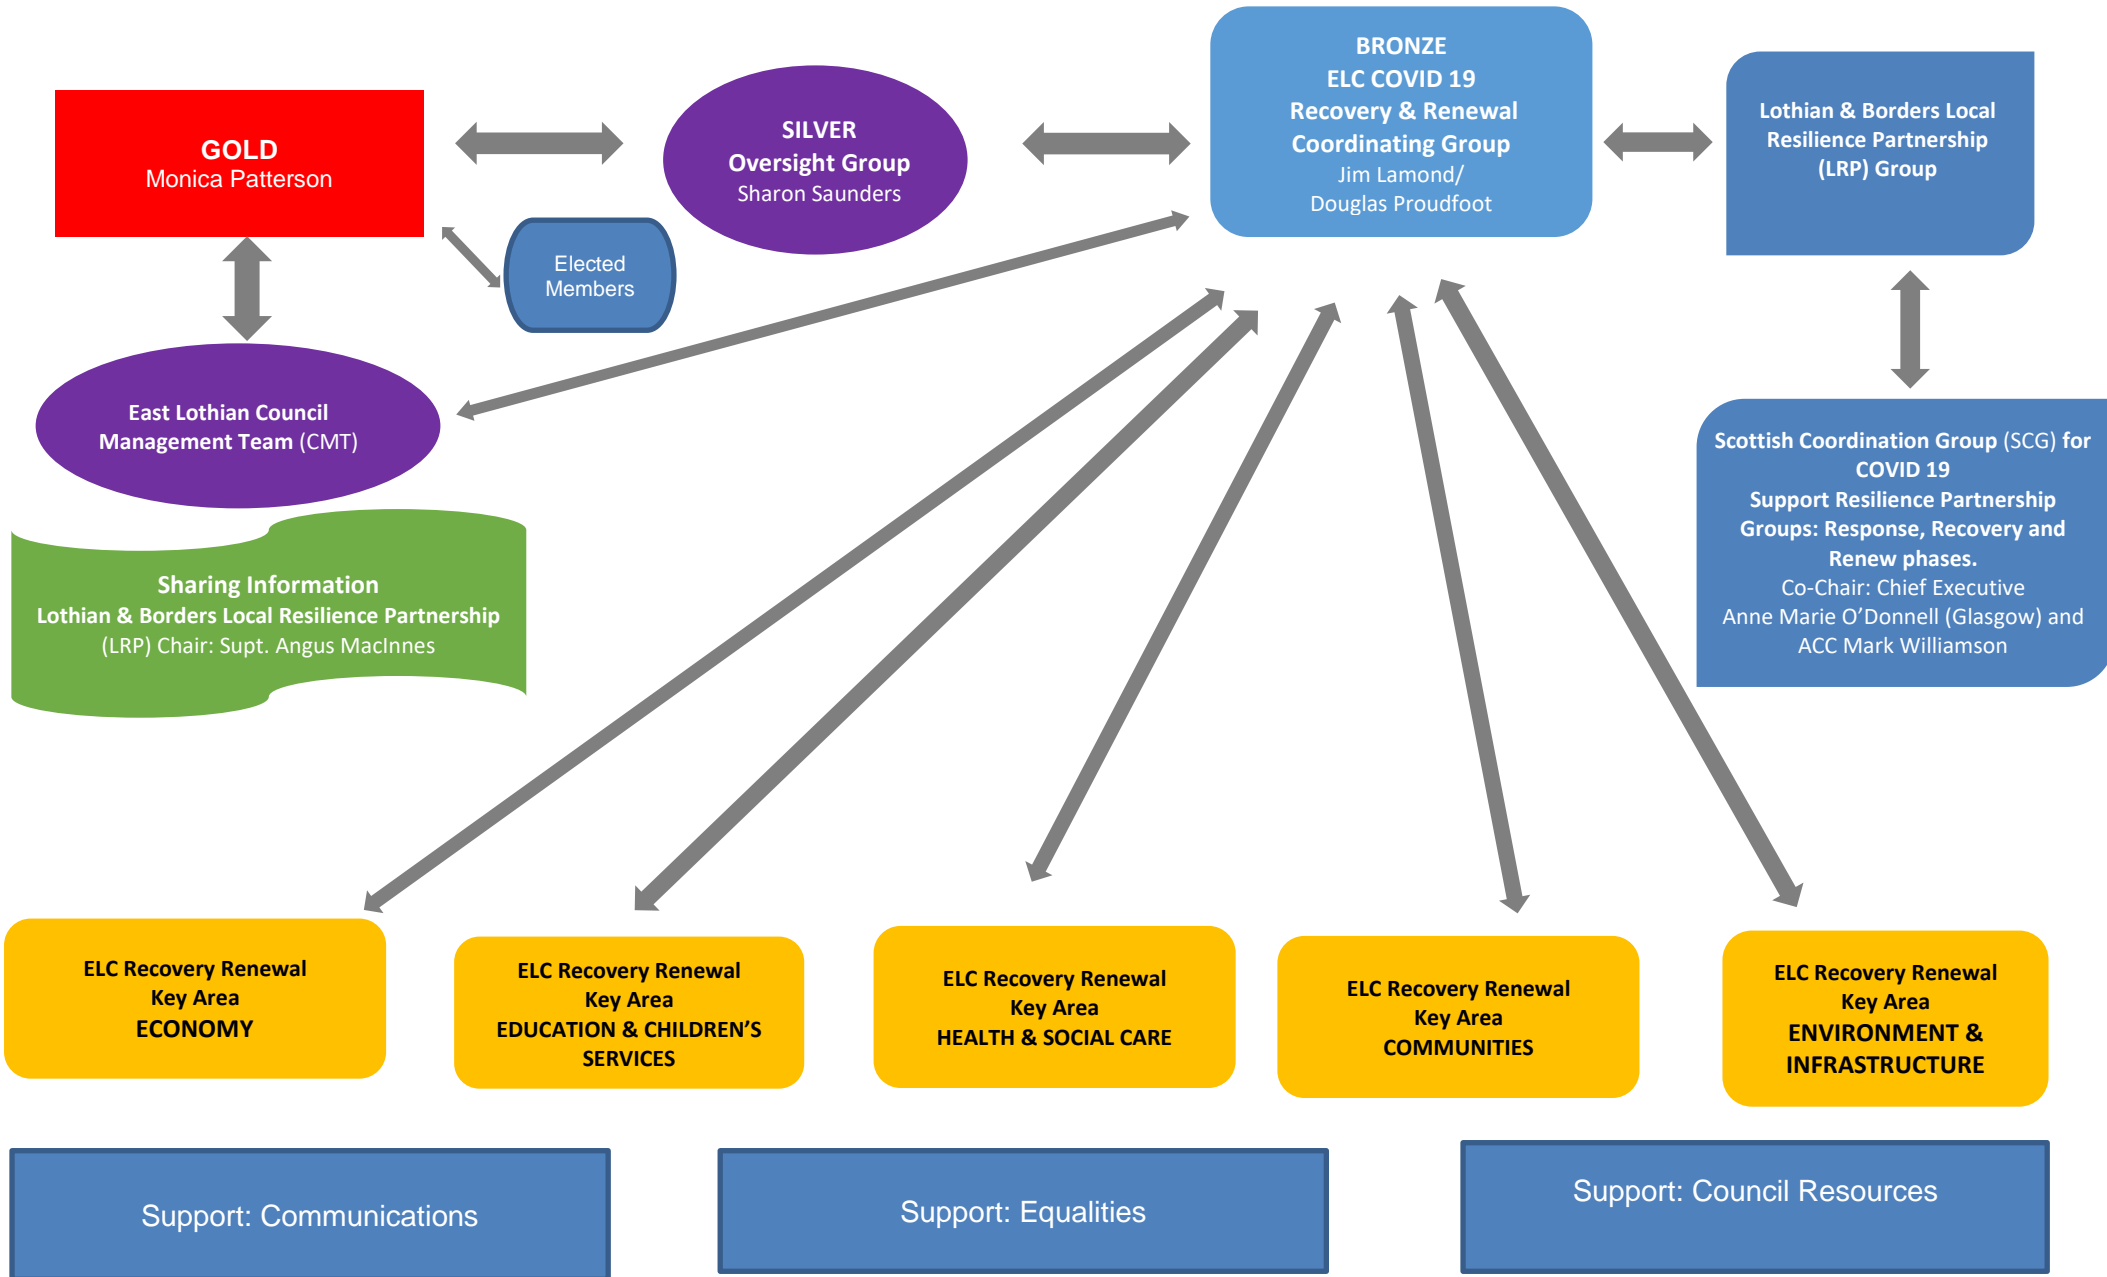 GOLD
Monica Patterson
SILVER
Oversight Group
Sharon Saunders
BRONZE
ELC COVID 19
Recovery & Renewal
Coordinating Group
Jim Lamond/
Douglas Proudfoot
Lothian & Borders Local
Resilience Partnership
(LRP) Group
Elected
Members
East Lothian Council
Management Team (CMT)
Scottish Coordination Group (SCG) for
COVID 19
Support Resilience Partnership
Groups: Response, Recovery and
Renew phases.
Co-Chair: Chief Executive
Anne Marie O’Donnell (Glasgow) and
ACC Mark Williamson
Sharing Information
Lothian & Borders Local Resilience Partnership
(LRP) Chair: Supt. Angus MacInnes
ELC Recovery Renewal
Key Area
ECONOMY
ELC Recovery Renewal
Key Area
EDUCATION & CHILDREN’S
SERVICES
ELC Recovery Renewal
Key Area
HEALTH & SOCIAL CARE
ELC Recovery Renewal
Key Area
COMMUNITIES
ELC Recovery Renewal
Key Area
ENVIRONMENT &
INFRASTRUCTURE
Support: Communications
Support: Equalities
Support: Council Resources